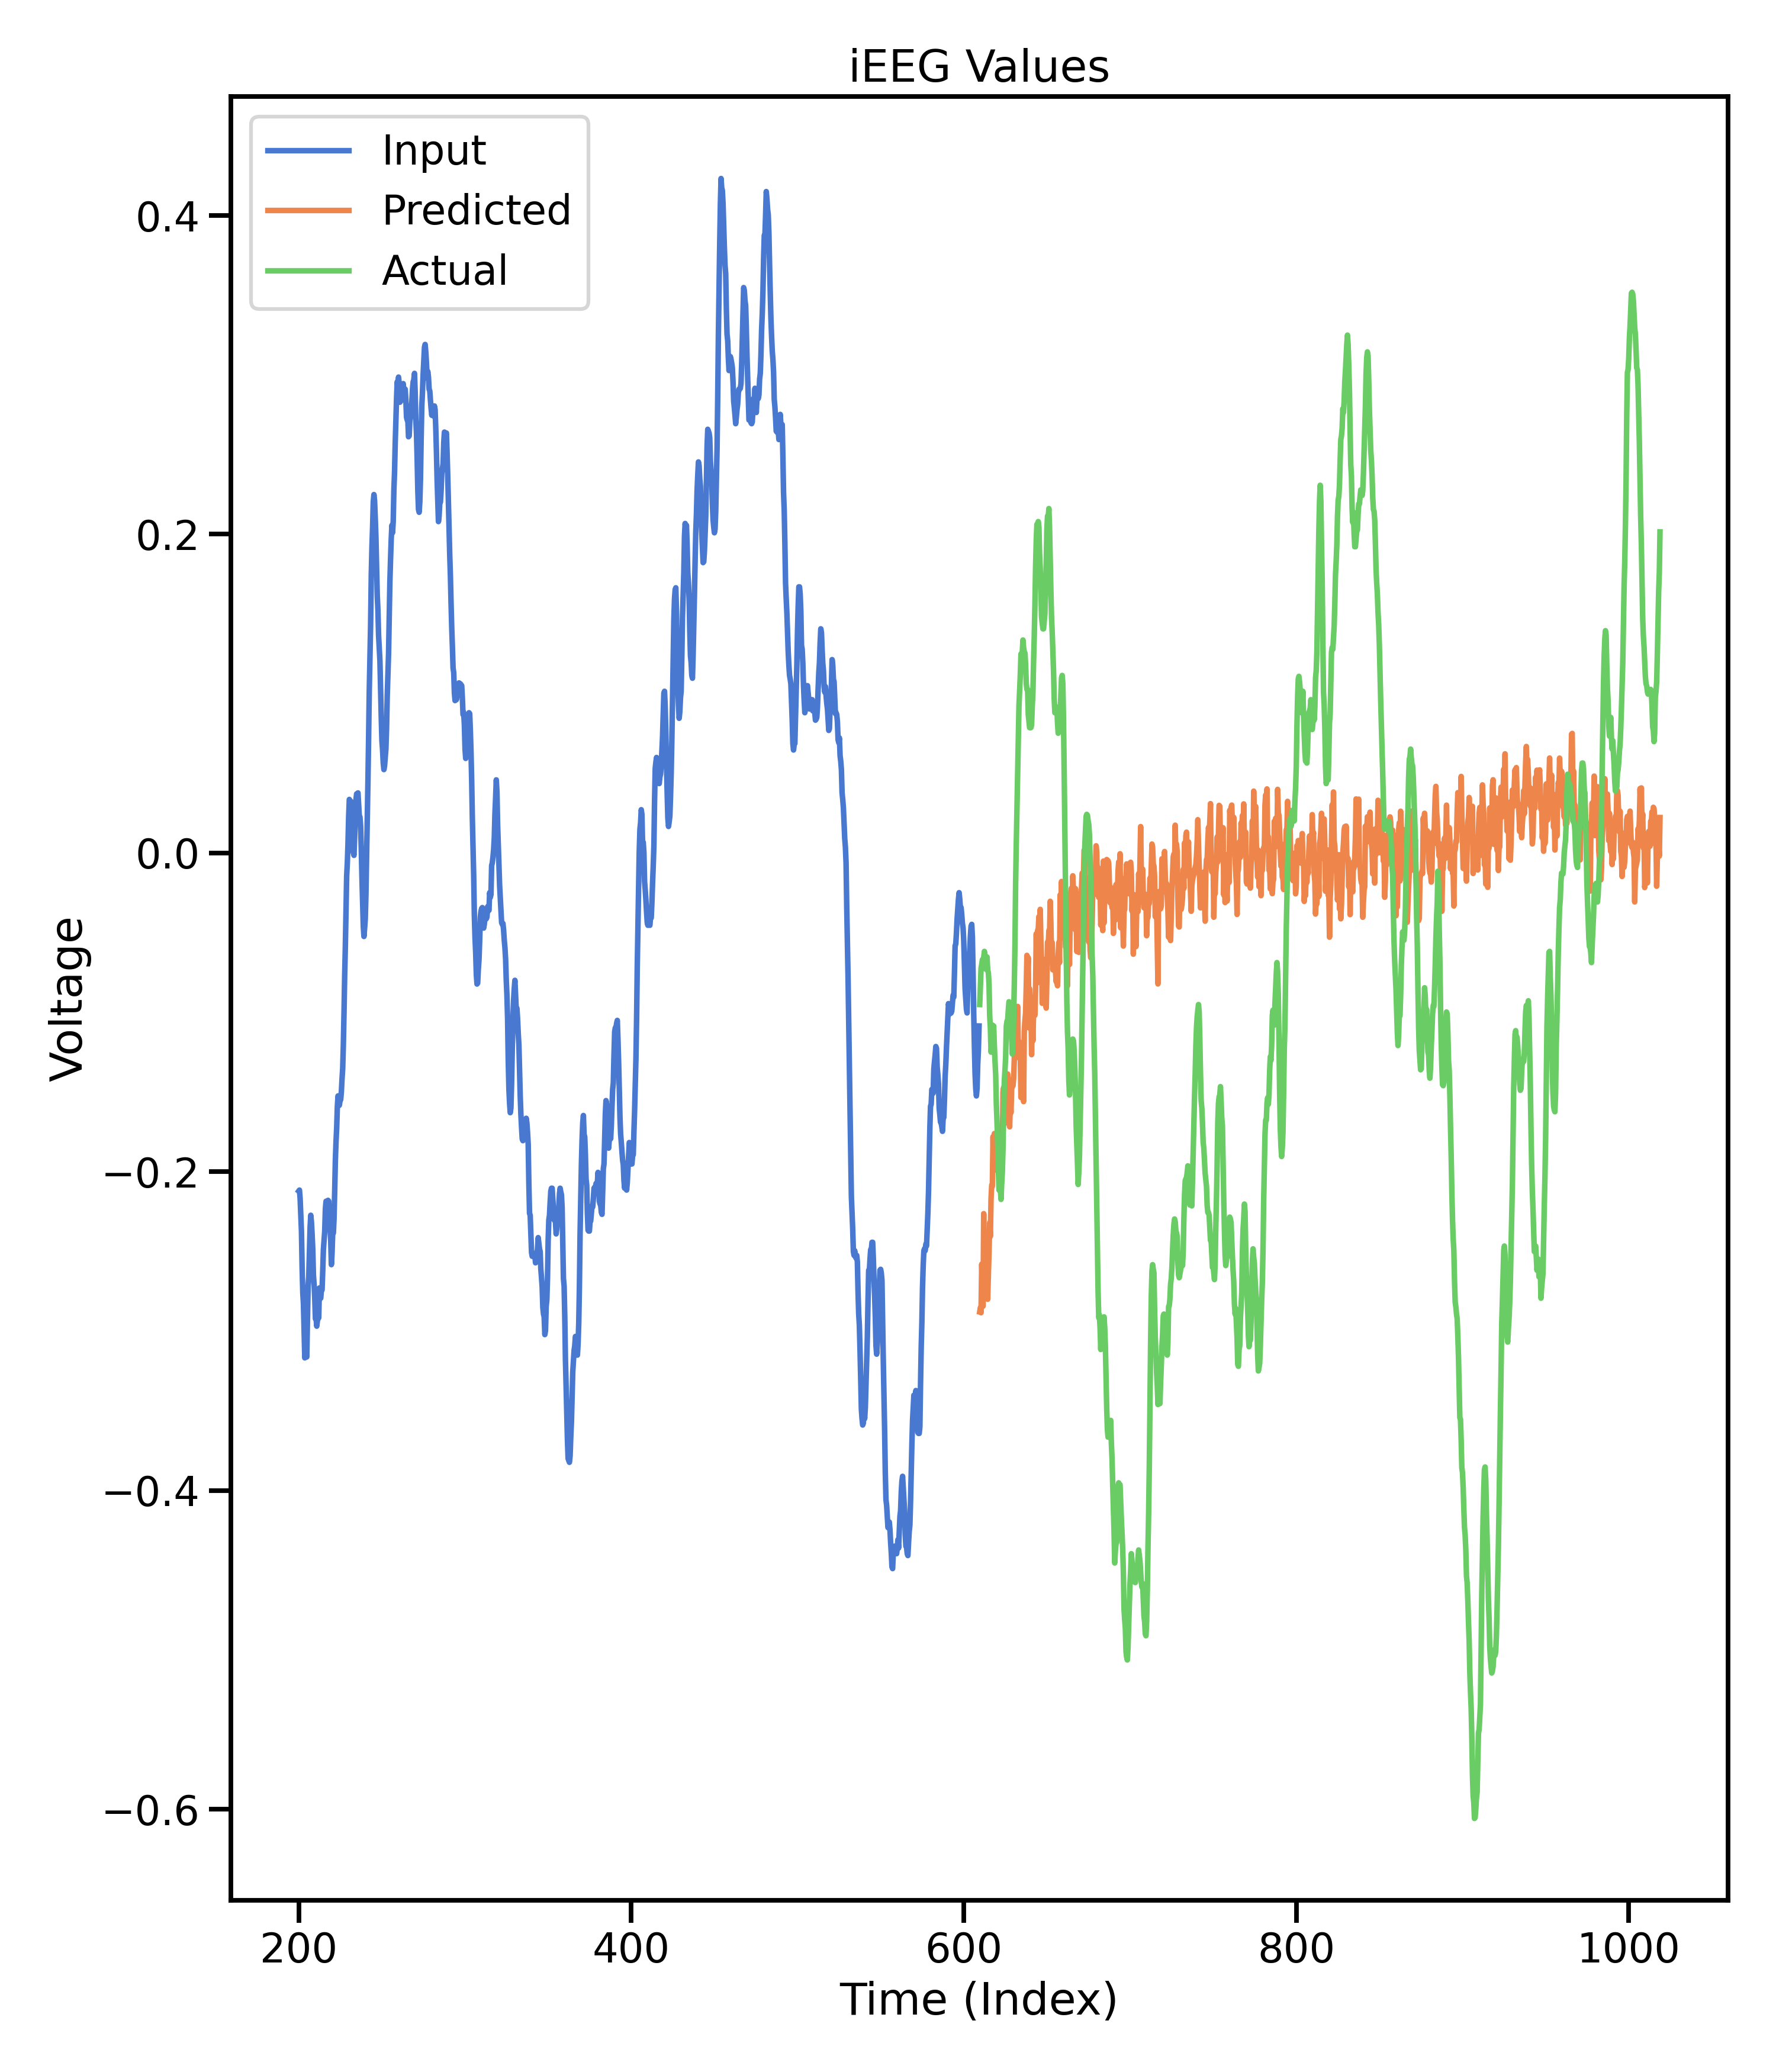 iEEG Values
Input
Predicted
Actual
0.4
0.2
0.0
−0.2
−0.4
−0.6
Voltage
200
400
600
800
1000
Time (Index)